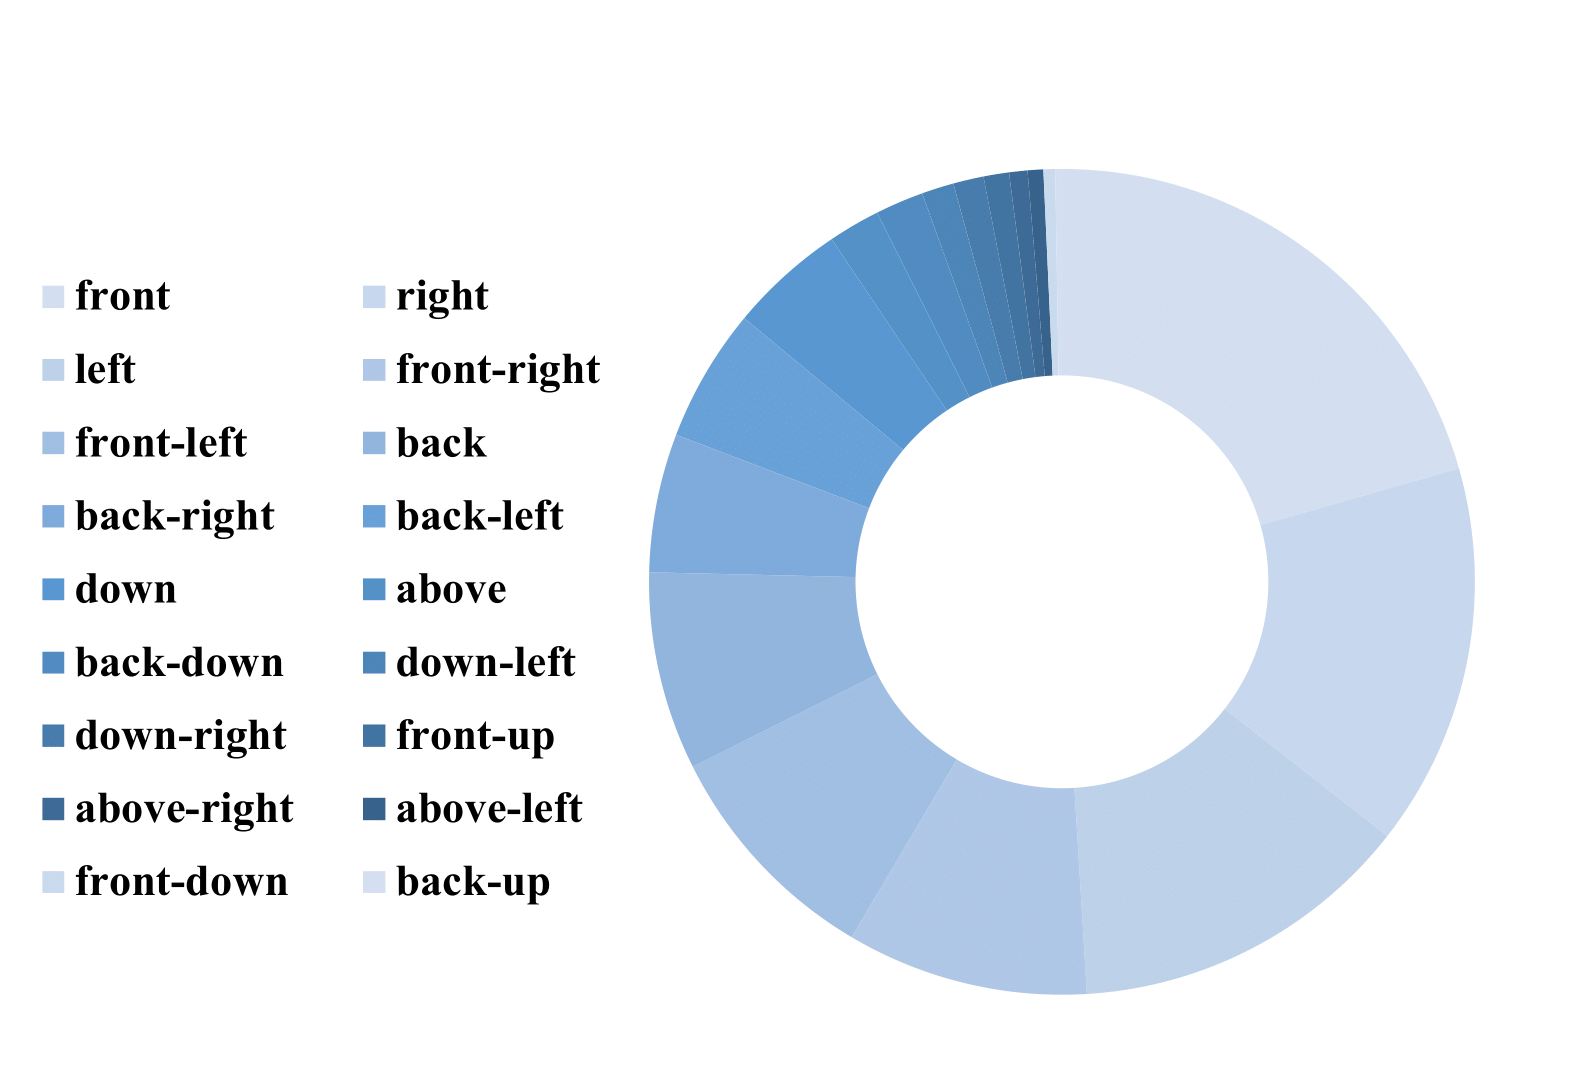 front right
left front-right
front-left back
back-right back-left
down above
back-down down-left
down-right front-up
above-right above-left
front-down back-up